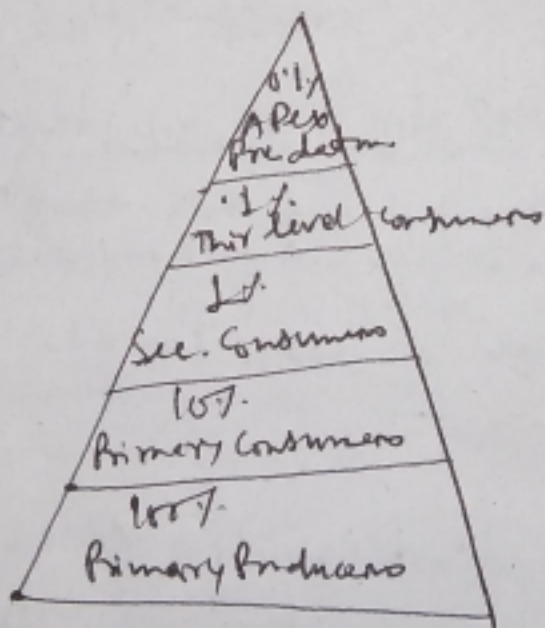 0.1%
Apex
Predators
.1%
Thir level consumers
1%
Sec. Consumers
10%
Primary Consumers
100%
Primary Producers